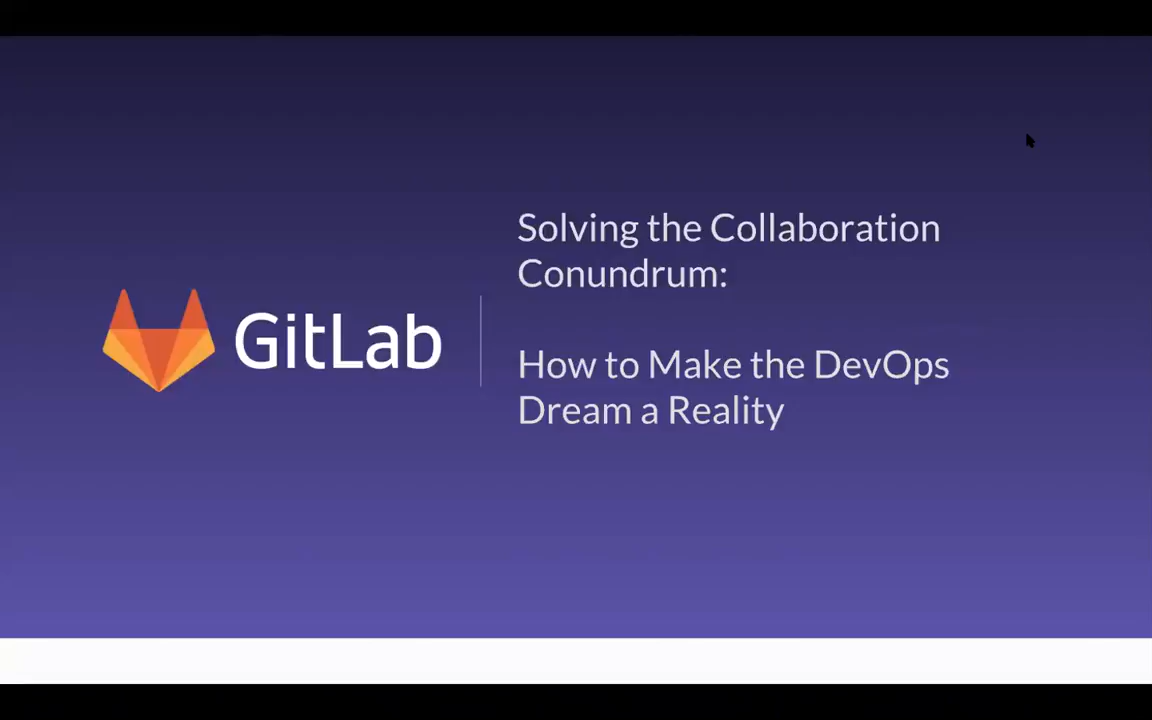 Solving the Collaboration
Conundrum:
GitLab
How to Make the DevOps
Dream a Reality